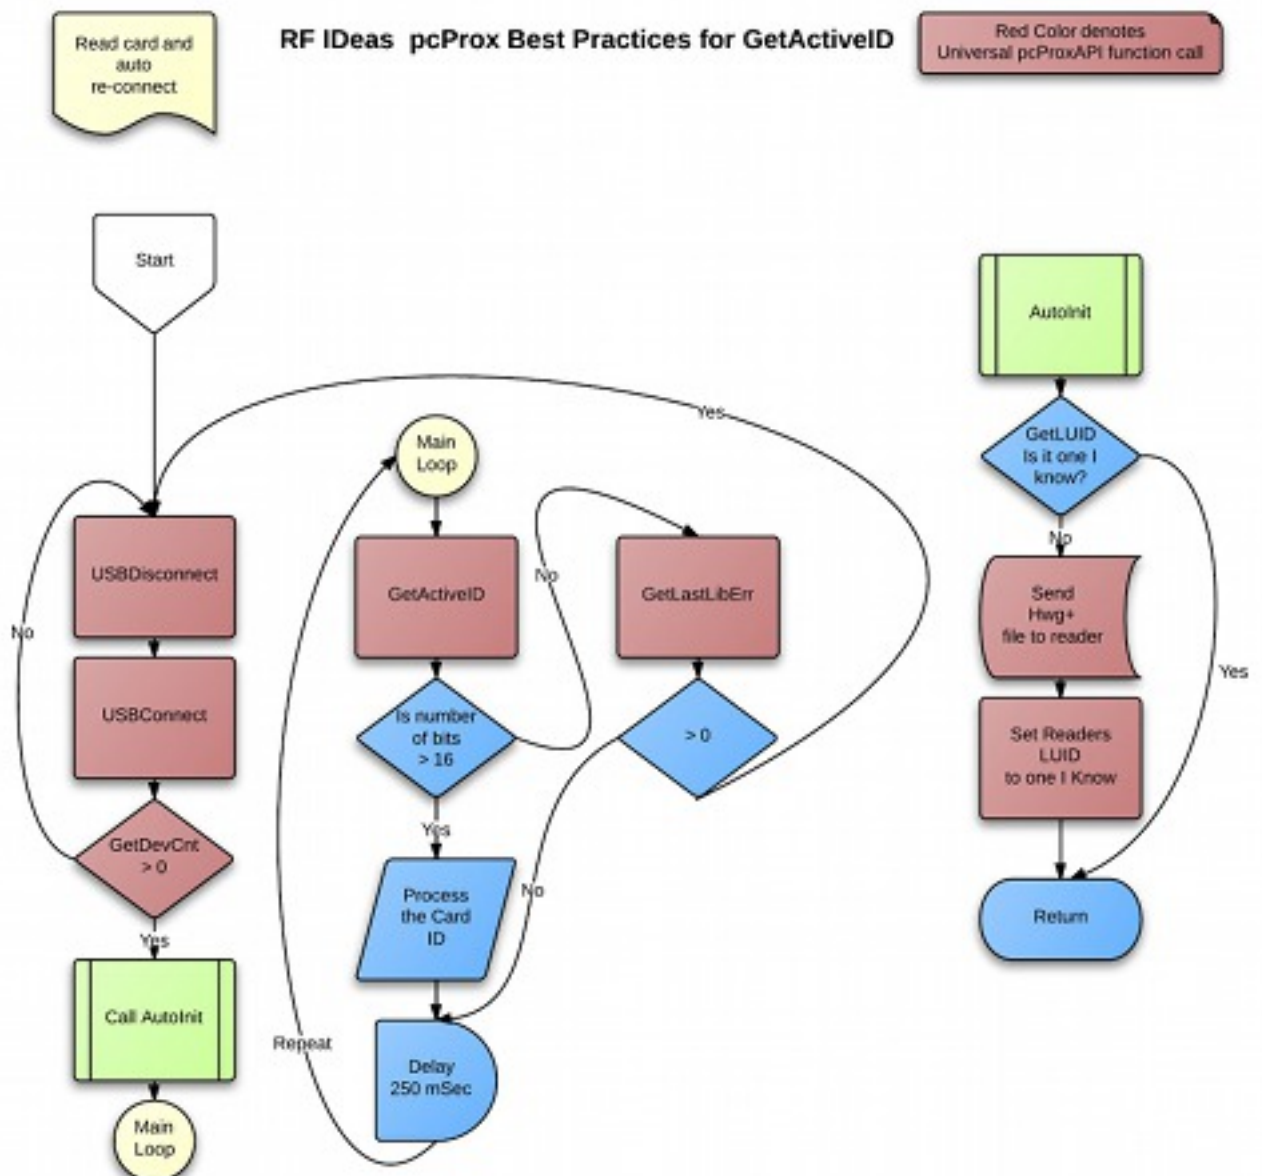 Read card and
auto
re-connect
RF IDeas pcProx Best Practices for GetActiveID
Red Color denotes
Universal pcProxAPI function call
Start
USBDisconnect
No
USBConnect
GetDevCnt
> 0
Yes
Call AutoInit
Main
Loop
Main
Loop
GetActiveID
Is number
of bits
> 16
No
Yes
Process
the Card
ID
Delay
250 mSec
Repeat
GetLastLibErr
> 0
Yes
No
AutoInit
GetLUID
Is it one I
know?
No
Send
Hwg+
file to reader
Set Readers
LUID
to one I Know
Yes
Return